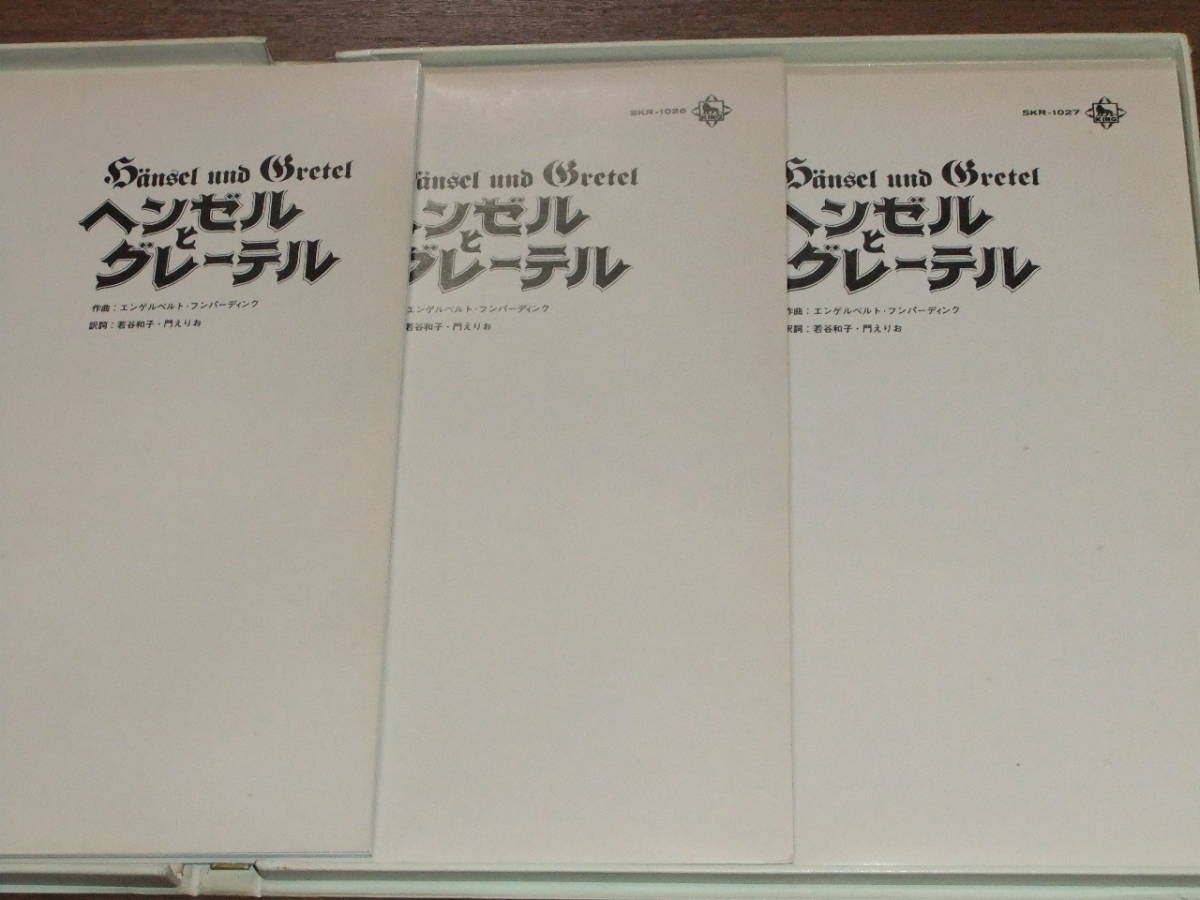 Hänsel und Gretel
ヘンゼル
と
グレーテル
作曲：エンゲルベルト・フンパーディンク
訳詞：若谷和子・門えりお
SKR-1026
KING
änsel und Gretel
ンゼル
と
グレーテル
エンゲルベルト・フンパーディンク
若谷和子・門えりお
SKR-1027
KING
Hänsel und Gretel
ヘンゼル
と
グレーテル
作曲：エンゲルベルト・フンパーディンク
訳詞：若谷和子・門えりお